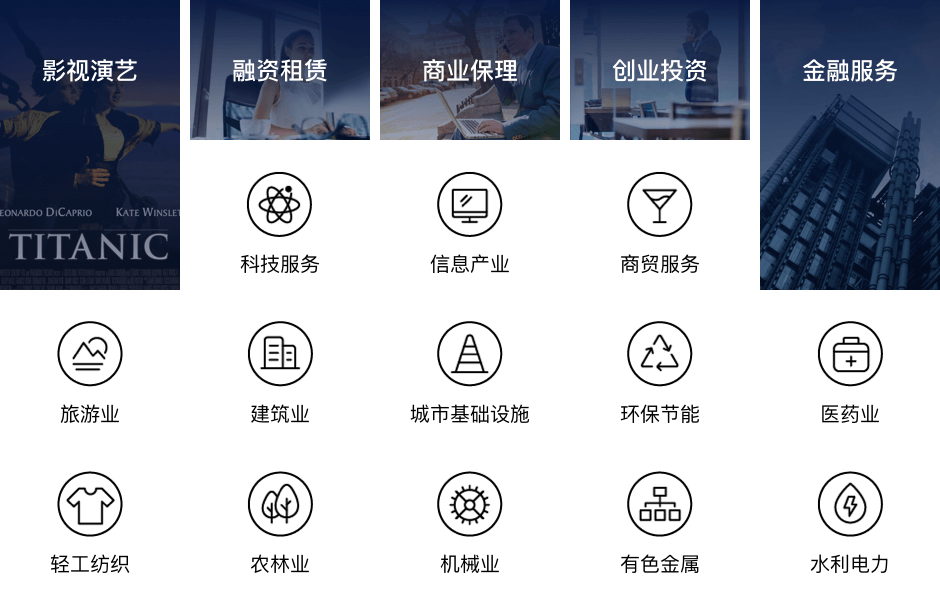 影视演艺
融资租赁
商业保理
创业投资
金融服务
EONARDO DICAPRIO KATE WINSLET
TITANIC
科技服务
信息产业
商贸服务
旅游业
建筑业
城市基础设施
环保节能
医药业
轻工纺织
农林业
机械业
有色金属
水利电力